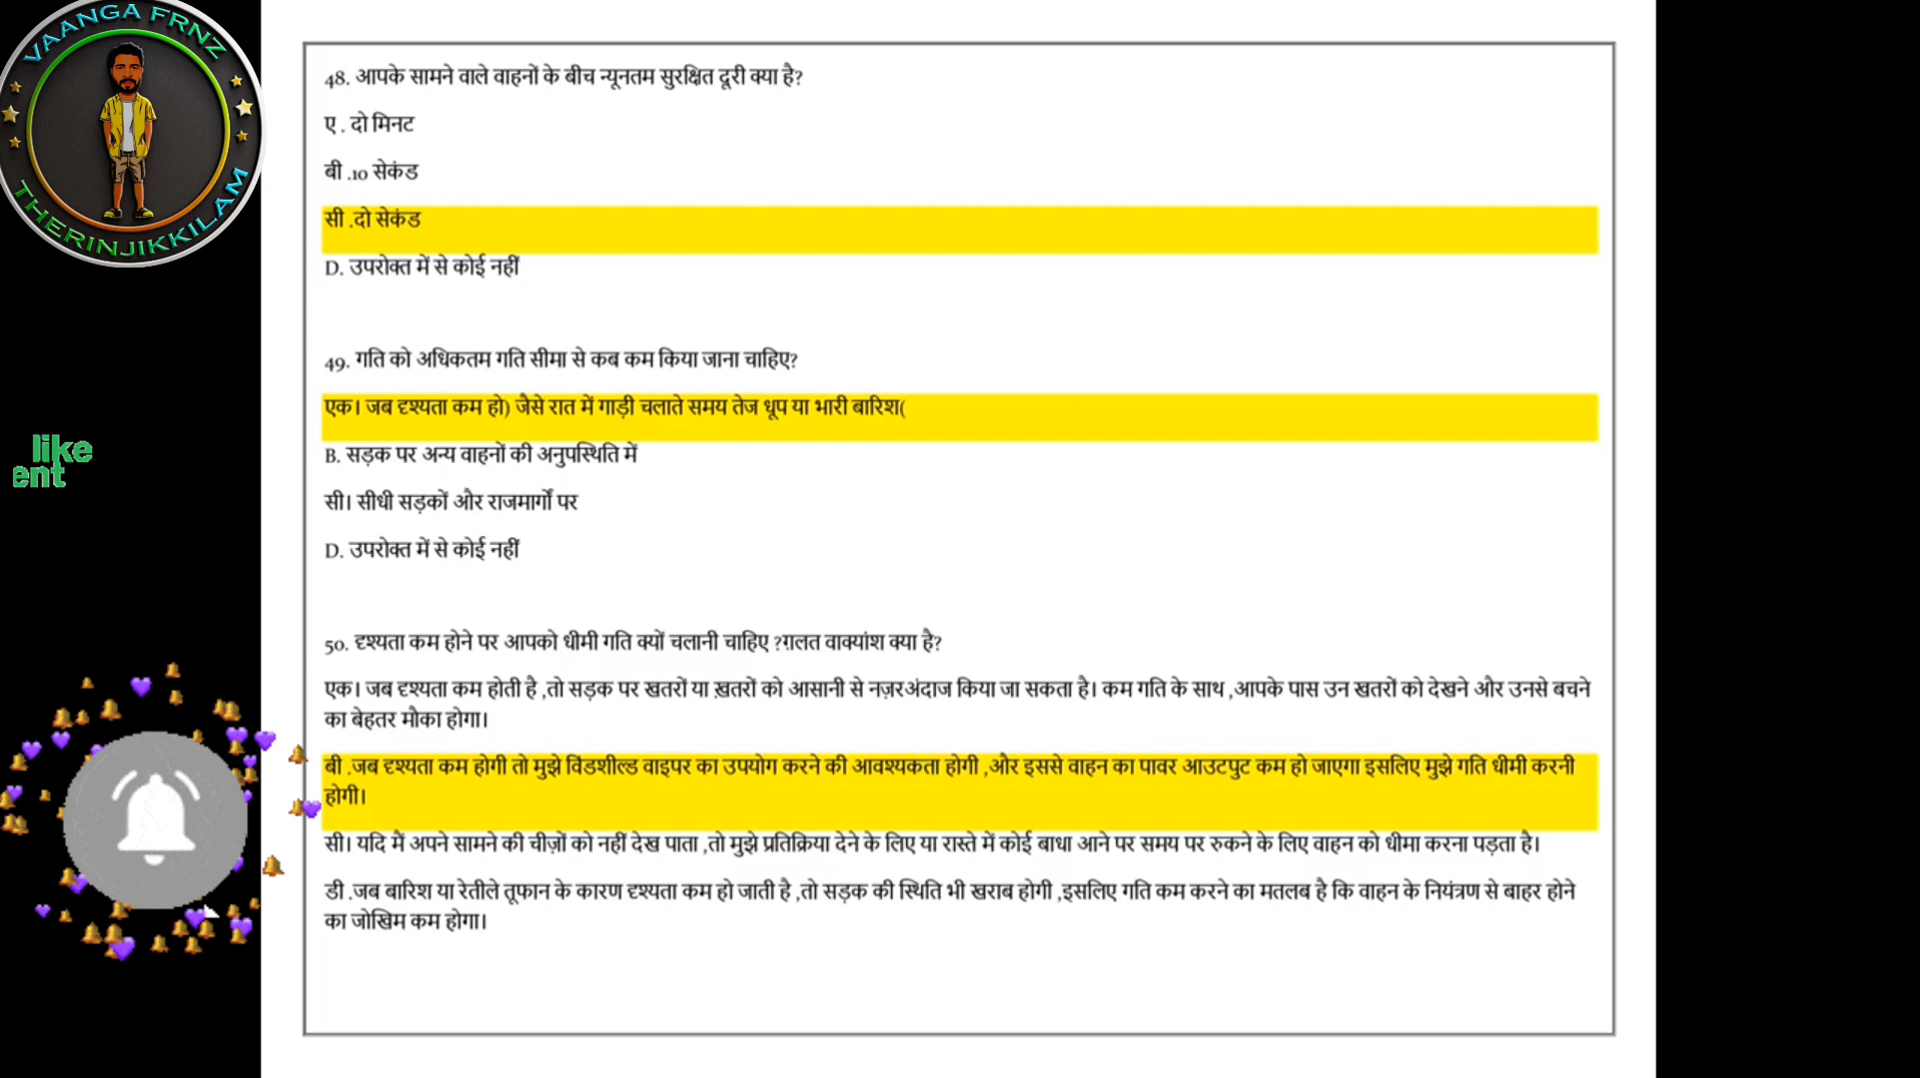 VAANGA FRNZ
THERINJIKKILAM
48. आपके सामने वाले वाहनों के बीच न्यूनतम सुरक्षित दूरी क्या है?
ए . दो मिनट
बी .10 सेकंड
सी .दो सेकंड
D. उपरोक्त में से कोई नहीं
49. गति को अधिकतम गति सीमा से कब कम किया जाना चाहिए?
एक। जब दृश्यता कम हो) जैसे रात में गाड़ी चलाते समय तेज धूप या भारी बारिश(
B. सड़क पर अन्य वाहनों की अनुपस्थिति में
सी। सीधी सड़कों और राजमार्गों पर
D. उपरोक्त में से कोई नहीं
like
ent
50. दृश्यता कम होने पर आपको धीमी गति क्यों चलानी चाहिए ?ग़लत वाक्यांश क्या है?
एक। जब दृश्यता कम होती है ,तो सड़क पर खतरों या ख़तरों को आसानी से नज़रअंदाज किया जा सकता है। कम गति के साथ ,आपके पास उन खतरों को देखने और उनसे बचने
का बेहतर मौका होगा।
बी .जब दृश्यता कम होगी तो मुझे विंडशील्ड वाइपर का उपयोग करने की आवश्यकता होगी ,और इससे वाहन का पावर आउटपुट कम हो जाएगा इसलिए मुझे गति धीमी करनी
होगी।
सी। यदि मैं अपने सामने की चीज़ों को नहीं देख पाता ,तो मुझे प्रतिक्रिया देने के लिए या रास्ते में कोई बाधा आने पर समय पर रुकने के लिए वाहन को धीमा करना पड़ता है।
डी .जब बारिश या रेतीले तूफान के कारण दृश्यता कम हो जाती है ,तो सड़क की स्थिति भी खराब होगी ,इसलिए गति कम करने का मतलब है कि वाहन के नियंत्रण से बाहर होने
का जोखिम कम होगा।